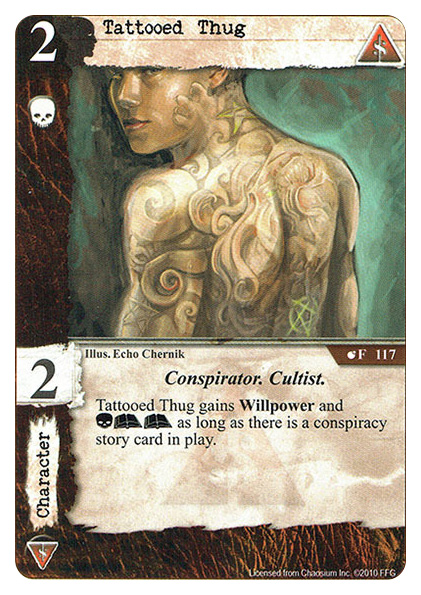 2
Tattooed Thug
$
Illus. Echo Chernik
F 117
2
Conspirator. Cultist.
Tattooed Thug gains Willpower and
as long as there is a conspiracy
story card in play.
Character
$
Licensed from Chaosium Inc. ©2010 FFG